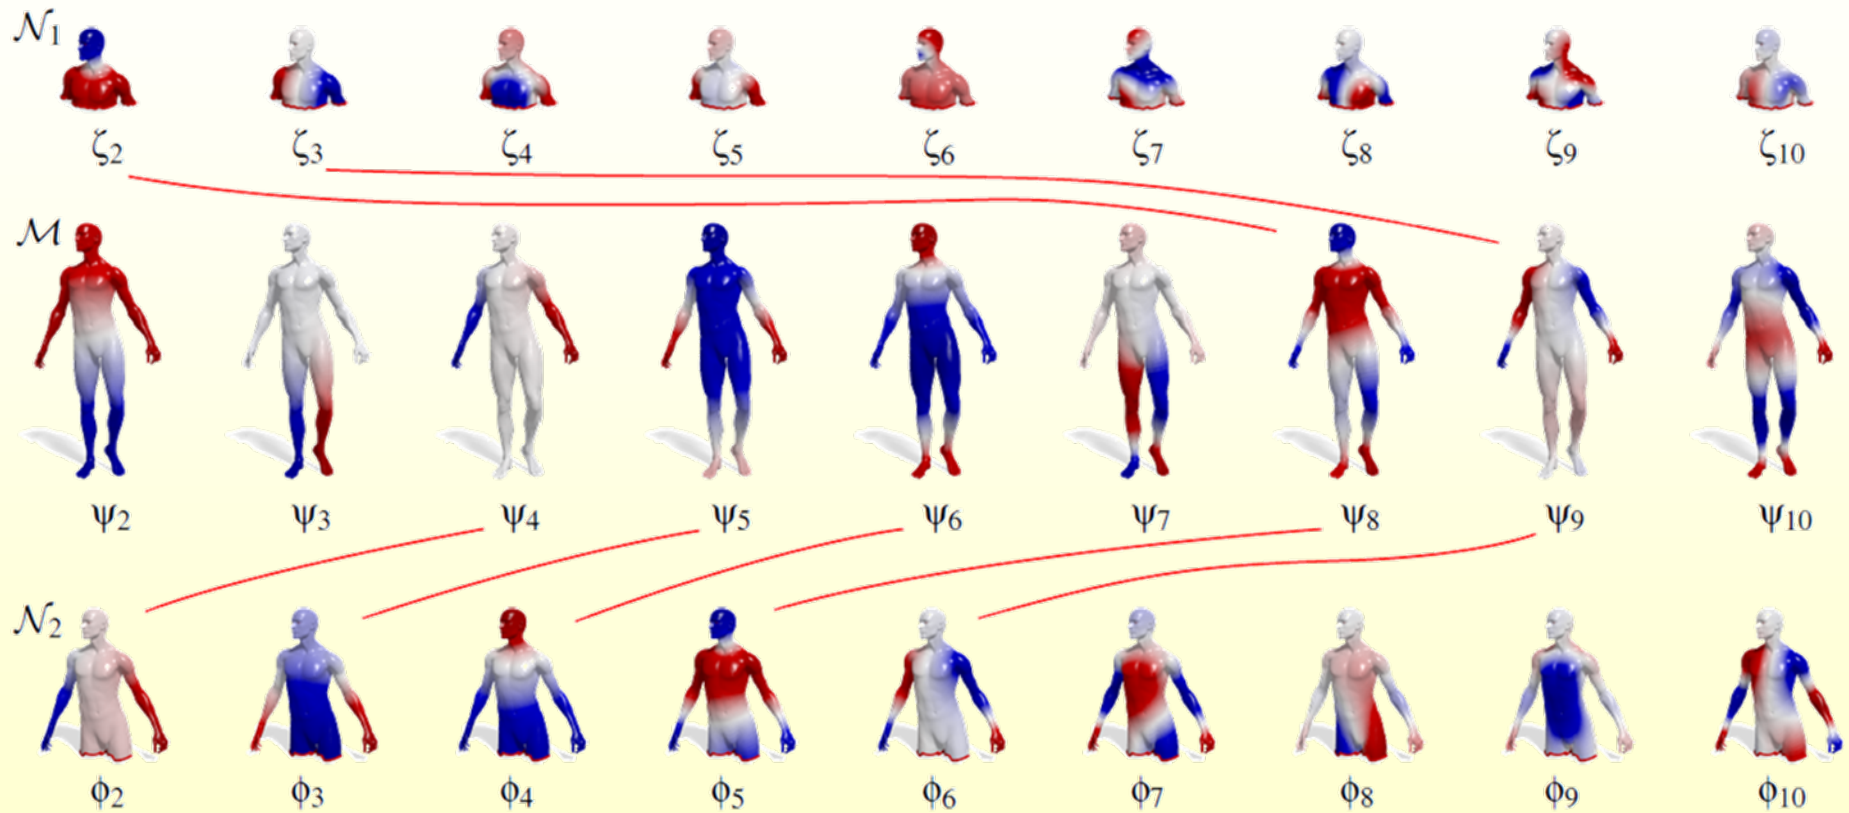 𝒩1
ζ2 ζ3 ζ4 ζ5 ζ6 ζ7 ζ8 ζ9 ζ10
ℳ
ψ2 ψ3 ψ4 ψ5 ψ6 ψ7 ψ8 ψ9 ψ10
𝒩2
ϕ2 ϕ3 ϕ4 ϕ5 ϕ6 ϕ7 ϕ8 ϕ9 ϕ10